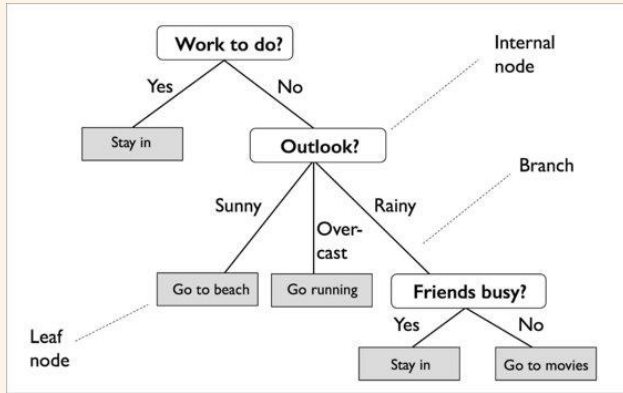 Work to do?
Internal
node
Yes
No
Stay in
Outlook?
Branch
Sunny
Over-
cast
Rainy
Go to beach
Go running
Friends busy?
Leaf
node
Yes
No
Stay in
Go to movies